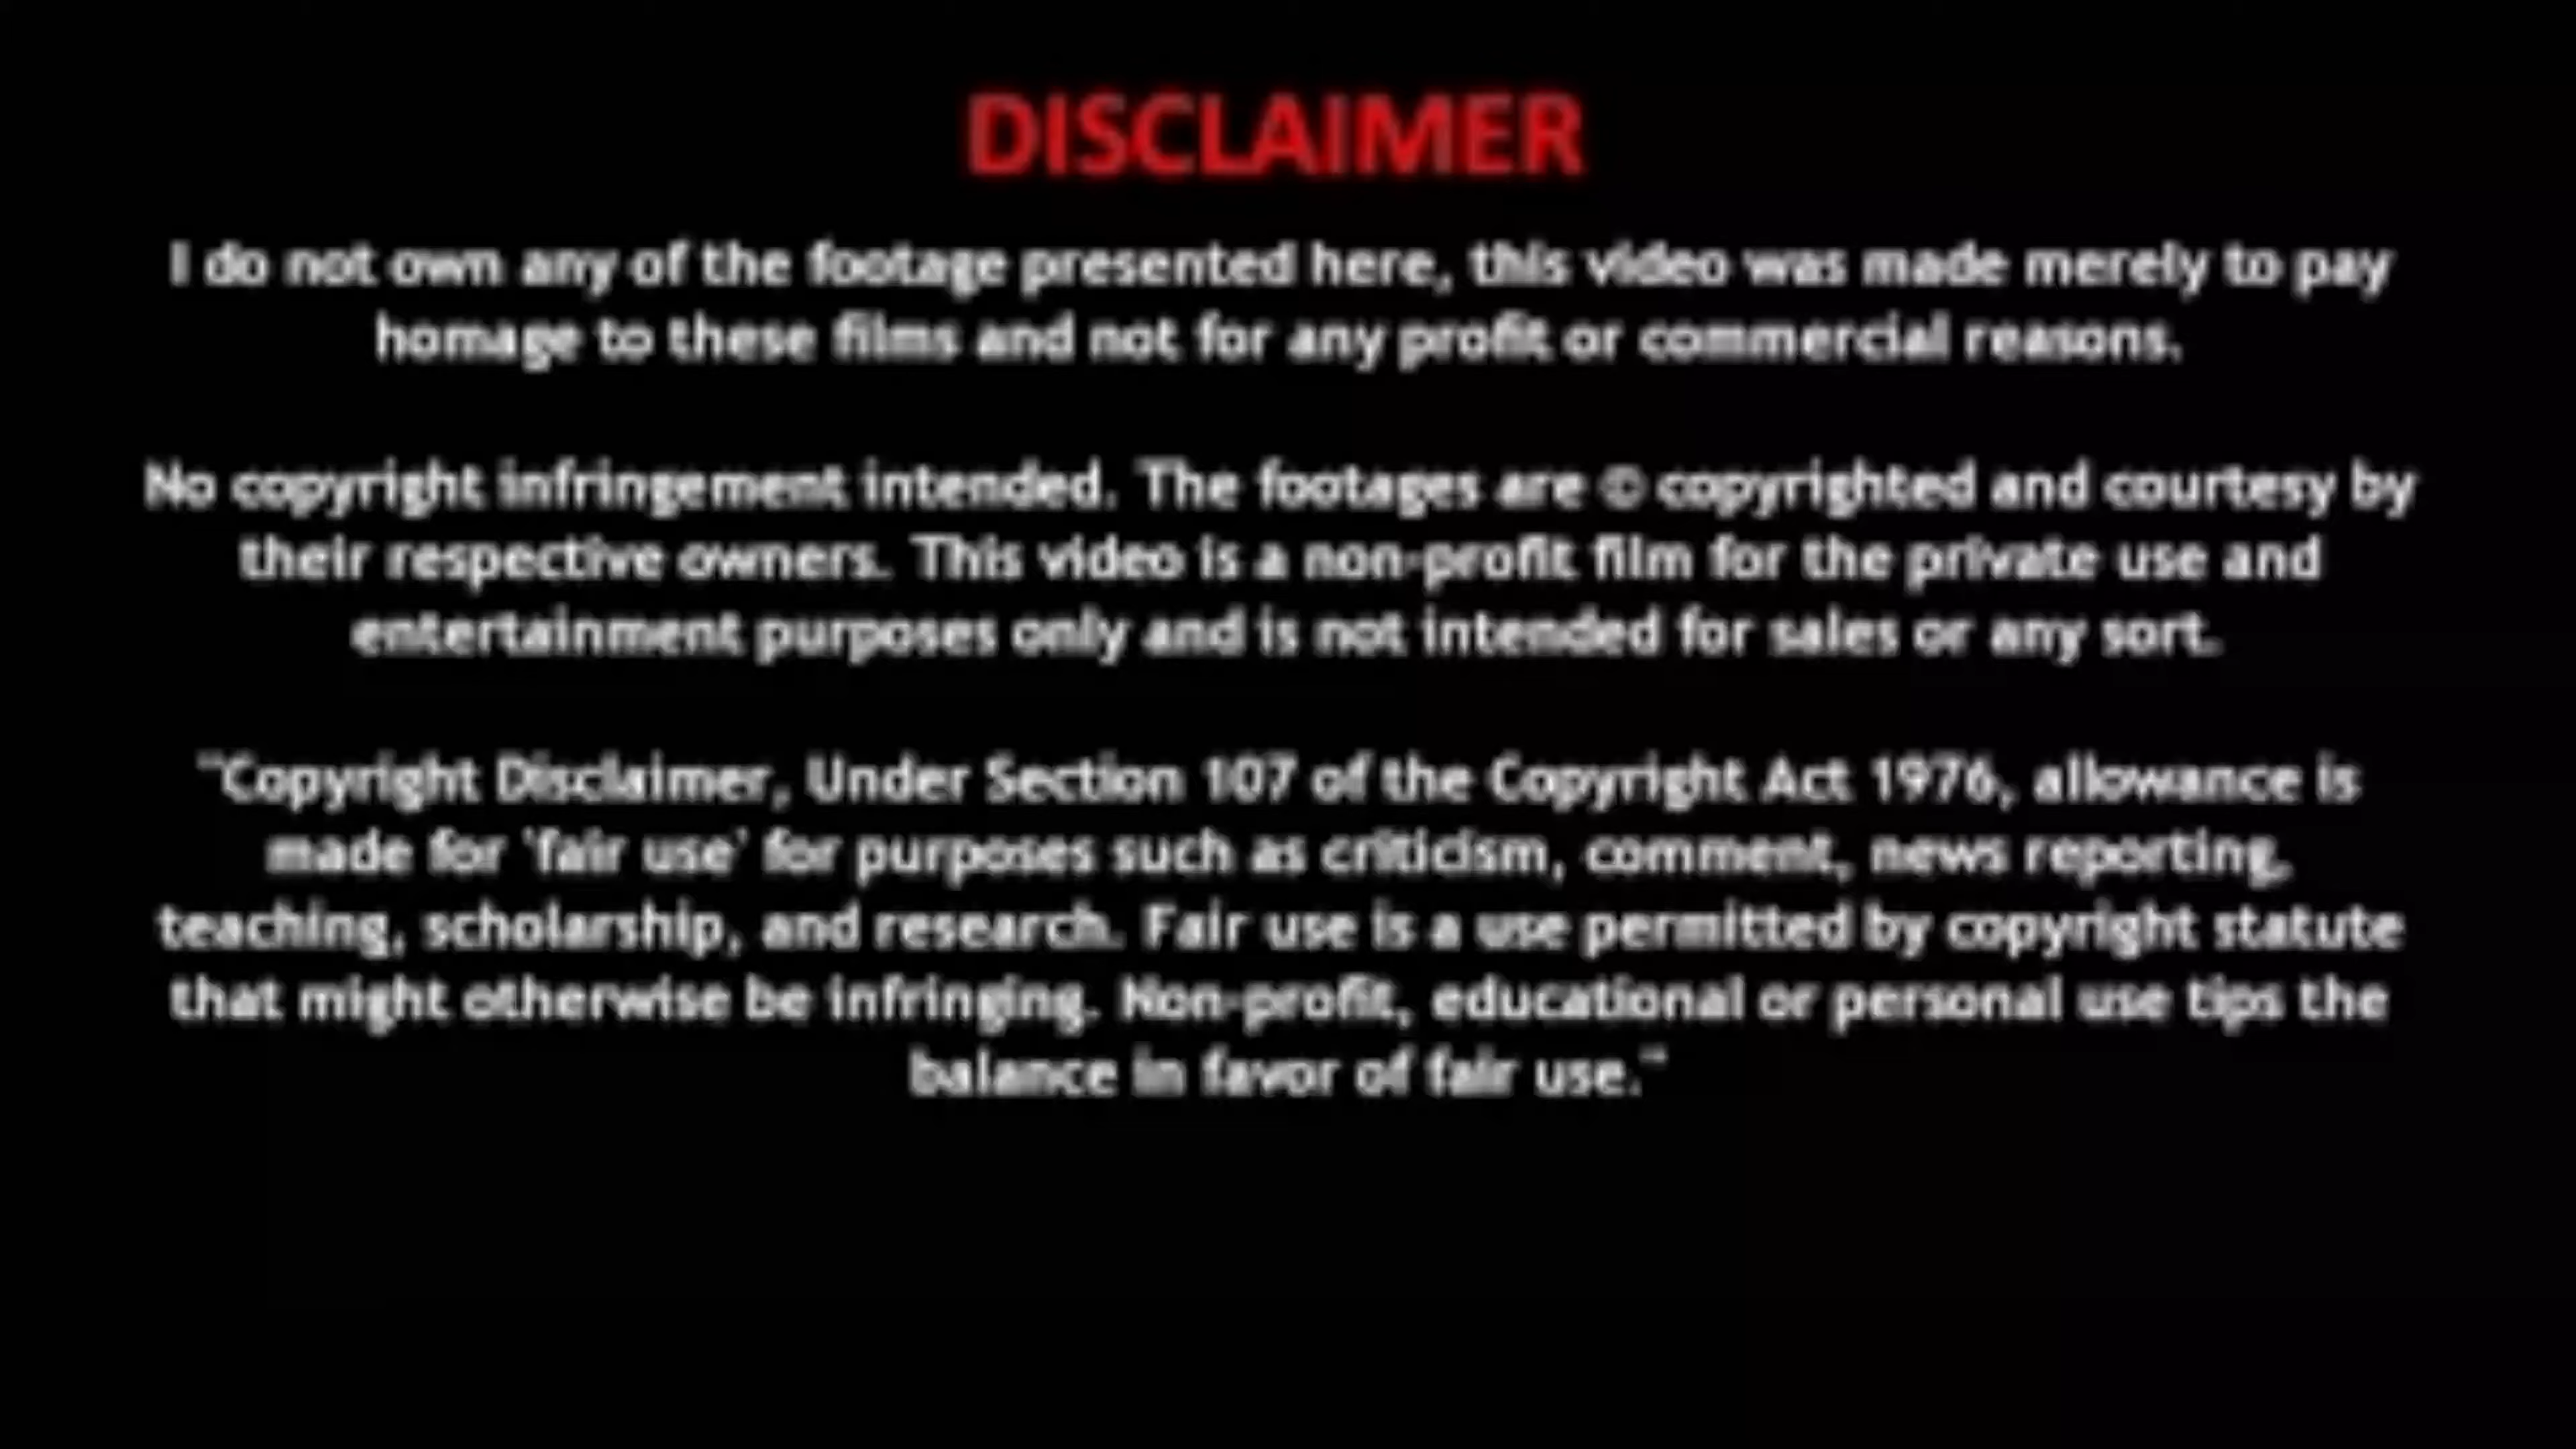 DISCLAIMER
I do not own any of the footage presented here, this video was made merely to pay
homage to these films and not for any profit or commercial reasons.
No copyright infringement intended. The footages are © copyrighted and courtesy by
their respective owners. This video is a non-profit film for the private use and
entertainment purposes only and is not intended for sales or any sort.
"Copyright Disclaimer, Under Section 107 of the Copyright Act 1976, allowance is
made for 'fair use' for purposes such as criticism, comment, news reporting,
teaching, scholarship, and research. Fair use is a use permitted by copyright statute
that might otherwise be infringing. Non-profit, educational or personal use tips the
balance in favor of fair use."